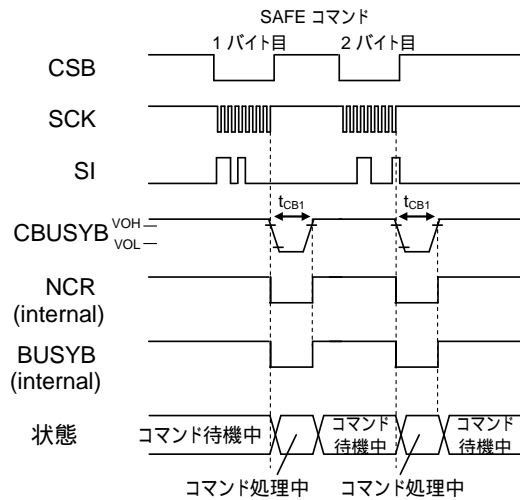 SAFE コマンド
1 バイト目 2 バイト目
CSB
SCK
SI
tCB1 tCB1
CBUSYB VOH
VOL
NCR
(internal)
BUSYB
(internal)
状態 コマンド待機中 コマンド待機中 コマンド待機中
コマンド処理中 コマンド処理中